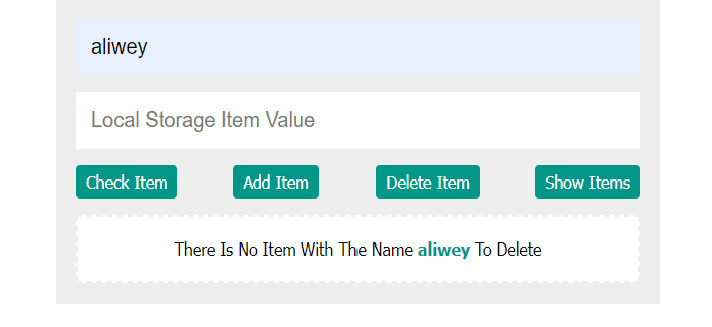 aliwey
Local Storage Item Value
Check Item Add Item Delete Item Show Items
There Is No Item With The Name aliwey To Delete